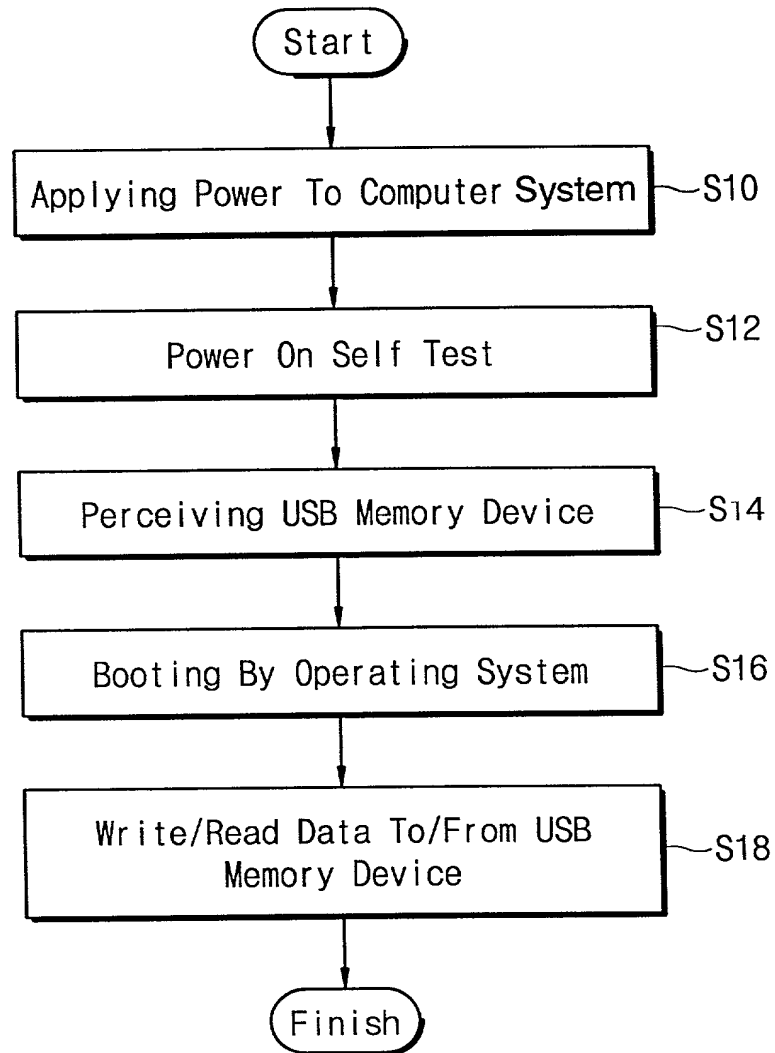 Start
Applying Power To Computer System
S10
Power On Self Test
S12
Perceiving USB Memory Device
S14
Booting By Operating System
S16
Write/Read Data To/From USB
Memory Device
S18
Finish